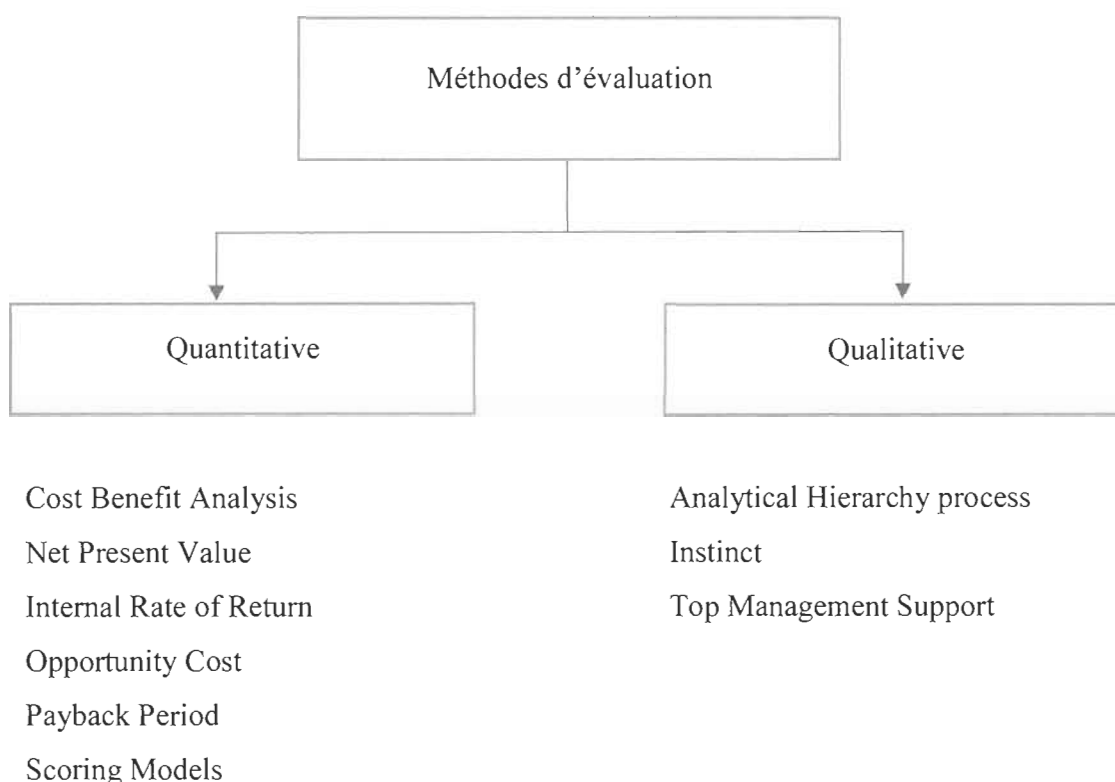 Méthodes d'évaluation
Quantitative
Qualitative
Cost Benefit Analysis
Net Present Value
Internal Rate of Return
Opportunity Cost
Payback Period
Scoring Models
Analytical Hierarchy process
Instinct
Top Management Support